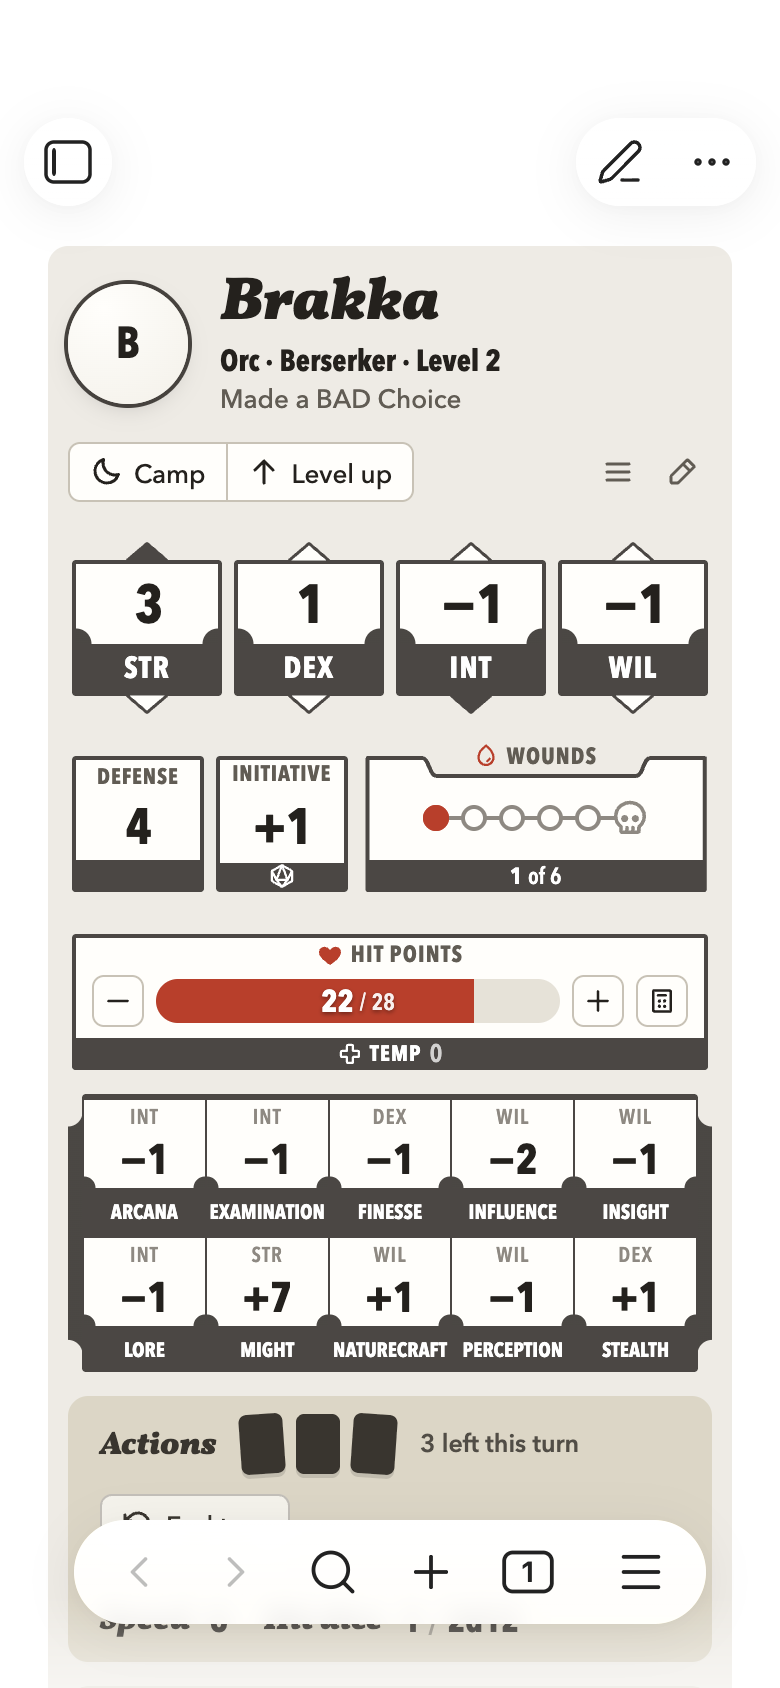 B
Brakka
Orc · Berserker · Level 2
Made a BAD Choice
Camp
Level up
3
1
−1
−1
STR
DEX
INT
WIL
DEFENSE
4
INITIATIVE
+1
WOUNDS
1 of 6
HIT POINTS
22 / 28
TEMP 0
INT
INT
DEX
WIL
WIL
−1
−1
−1
−2
−1
ARCANA
EXAMINATION
FINESSE
INFLUENCE
INSIGHT
INT
STR
WIL
WIL
DEX
−1
+7
+1
−1
+1
LORE
MIGHT
NATURECRAFT
PERCEPTION
STEALTH
Actions
3 left this turn
1